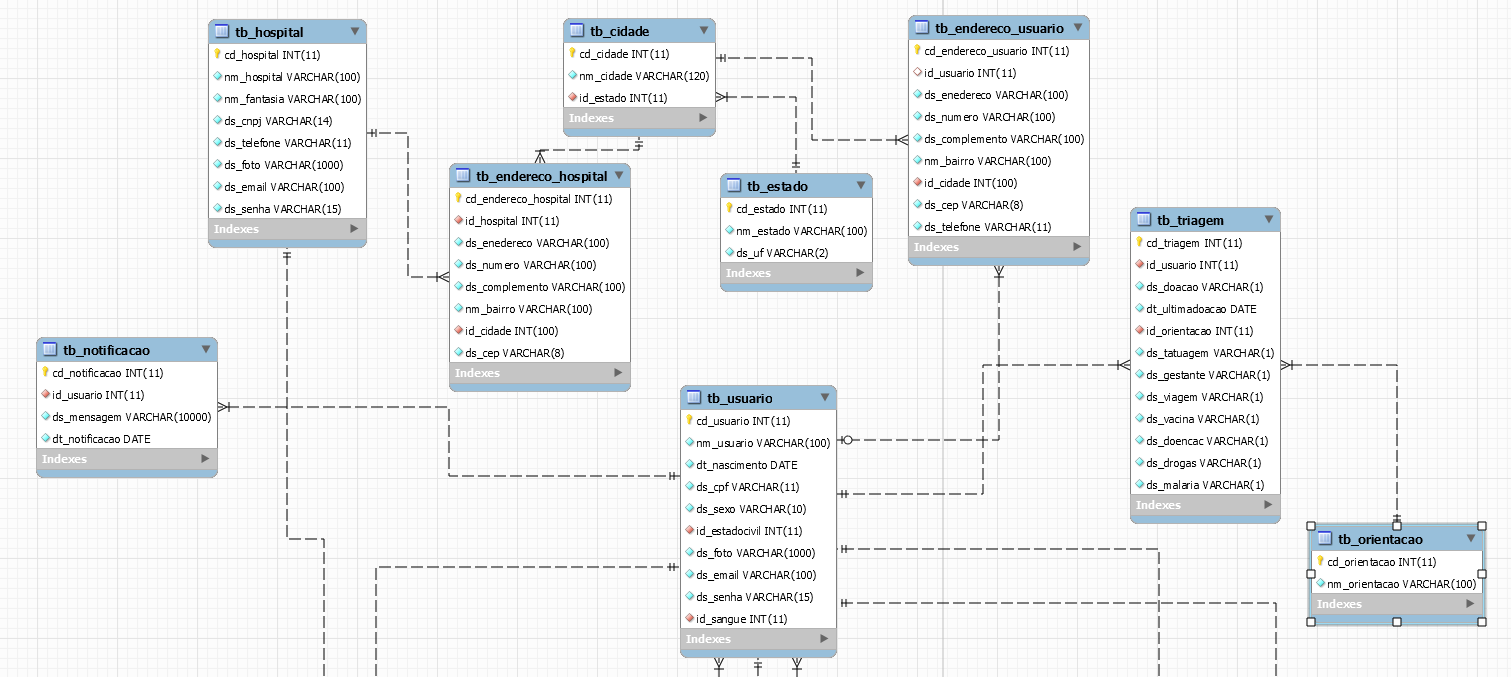 tb_hospital
cd_hospital INT(11)
nm_hospital VARCHAR(100)
nm_fantasia VARCHAR(100)
ds_cnpj VARCHAR(14)
ds_telefone VARCHAR(11)
ds_foto VARCHAR(1000)
ds_email VARCHAR(100)
ds_senha VARCHAR(15)
Indexes
tb_cidade
cd_cidade INT(11)
nm_cidade VARCHAR(120)
id_estado INT(11)
Indexes
tb_endereco_usuario
cd_endereco_usuario INT(11)
id_usuario INT(11)
ds_enedereco VARCHAR(100)
ds_numero VARCHAR(100)
ds_complemento VARCHAR(100)
nm_bairro VARCHAR(100)
id_cidade INT(100)
ds_cep VARCHAR(8)
ds_telefone VARCHAR(11)
Indexes
tb_endereco_hospital
cd_endereco_hospital INT(11)
id_hospital INT(11)
ds_enedereco VARCHAR(100)
ds_numero VARCHAR(100)
ds_complemento VARCHAR(100)
nm_bairro VARCHAR(100)
id_cidade INT(100)
ds_cep VARCHAR(8)
Indexes
tb_estado
cd_estado INT(11)
nm_estado VARCHAR(100)
ds_uf VARCHAR(2)
Indexes
tb_triagem
cd_triagem INT(11)
id_usuario INT(11)
ds_doacao VARCHAR(1)
dt_ultimadoacao DATE
id_orientacao INT(11)
ds_tatuagem VARCHAR(1)
ds_gestante VARCHAR(1)
ds_viagem VARCHAR(1)
ds_vacina VARCHAR(1)
ds_doencac VARCHAR(1)
ds_drogas VARCHAR(1)
ds_malaria VARCHAR(1)
Indexes
tb_notificacao
cd_notificacao INT(11)
id_usuario INT(11)
ds_mensagem VARCHAR(10000)
dt_notificacao DATE
Indexes
tb_usuario
cd_usuario INT(11)
nm_usuario VARCHAR(100)
dt_nascimento DATE
ds_cpf VARCHAR(11)
ds_sexo VARCHAR(10)
id_estadocivil INT(11)
ds_foto VARCHAR(1000)
ds_email VARCHAR(100)
ds_senha VARCHAR(15)
id_sangue INT(11)
Indexes
tb_orientacao
cd_orientacao INT(11)
nm_orientacao VARCHAR(100)
Indexes